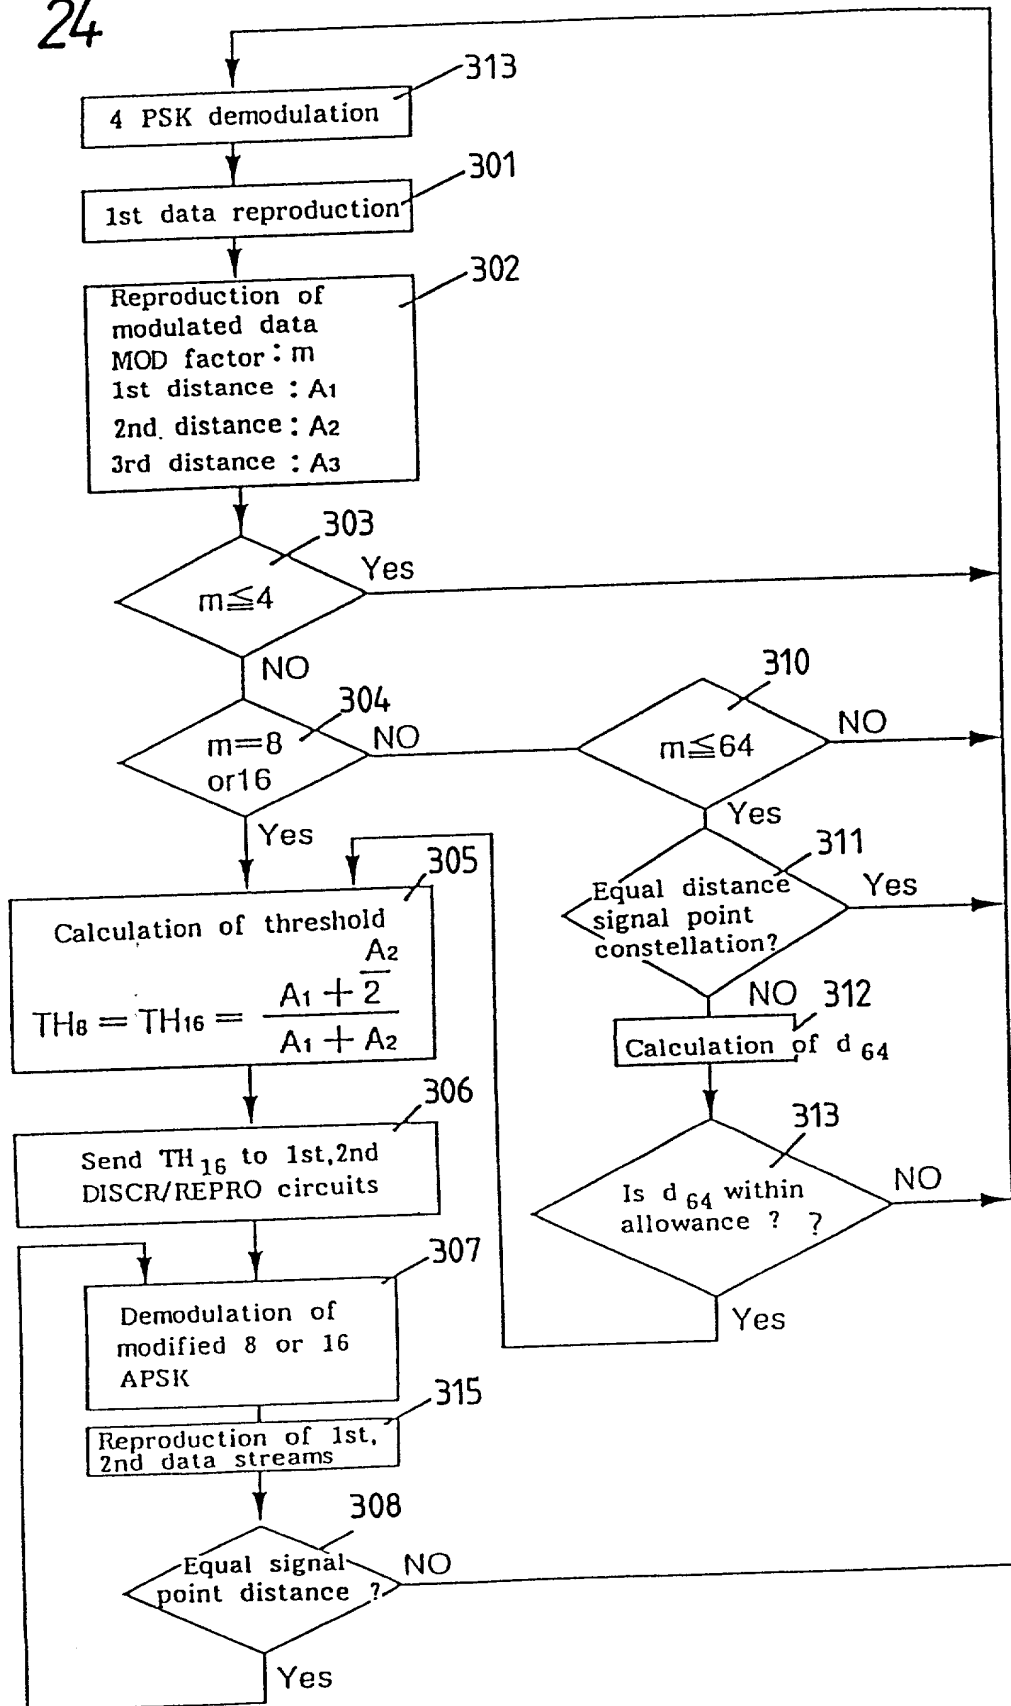 24
313
4 PSK demodulation
301
1st data reproduction
302
Reproduction of
modulated data
MOD factor : m
1st distance : A1
2nd. distance : A2
3rd distance : A3
303
m≦4
Yes
NO
304
m=8
or16
NO
Yes
310
m≦64
NO
Yes
311
Equal distance
signal point
constellation?
Yes
NO
305
Calculation of threshold
TH8 = TH16 = (A1 + A2/2) / (A1 + A2)
312
Calculation of d 64
306
Send TH16 to 1st,2nd
DISCR/REPRO circuits
313
Is d 64 within
allowance ? ?
NO
Yes
307
Demodulation of
modified 8 or 16
APSK
315
Reproduction of 1st,
2nd data streams
308
Equal signal
point distance ?
NO
Yes